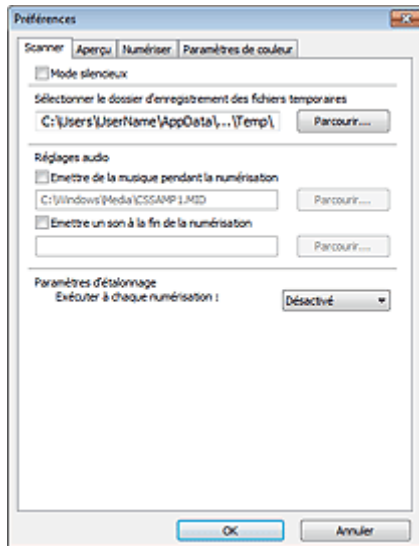 Préférences
Scanner Aperçu Numériser Paramètres de couleur
Mode silencieux
Sélectionner le dossier d'enregistrement des fichiers temporaires
C:\Users\UserName\AppData\...\Temp\ Parcourir....
Réglages audio
Emettre de la musique pendant la numérisation
C:\Windows\Media\CSSAMP1.MID Parcourir....
Emettre un son à la fin de la numérisation
Parcourir....
Paramètres d'étalonnage
Exécuter à chaque numérisation : Désactivé
OK Annuler